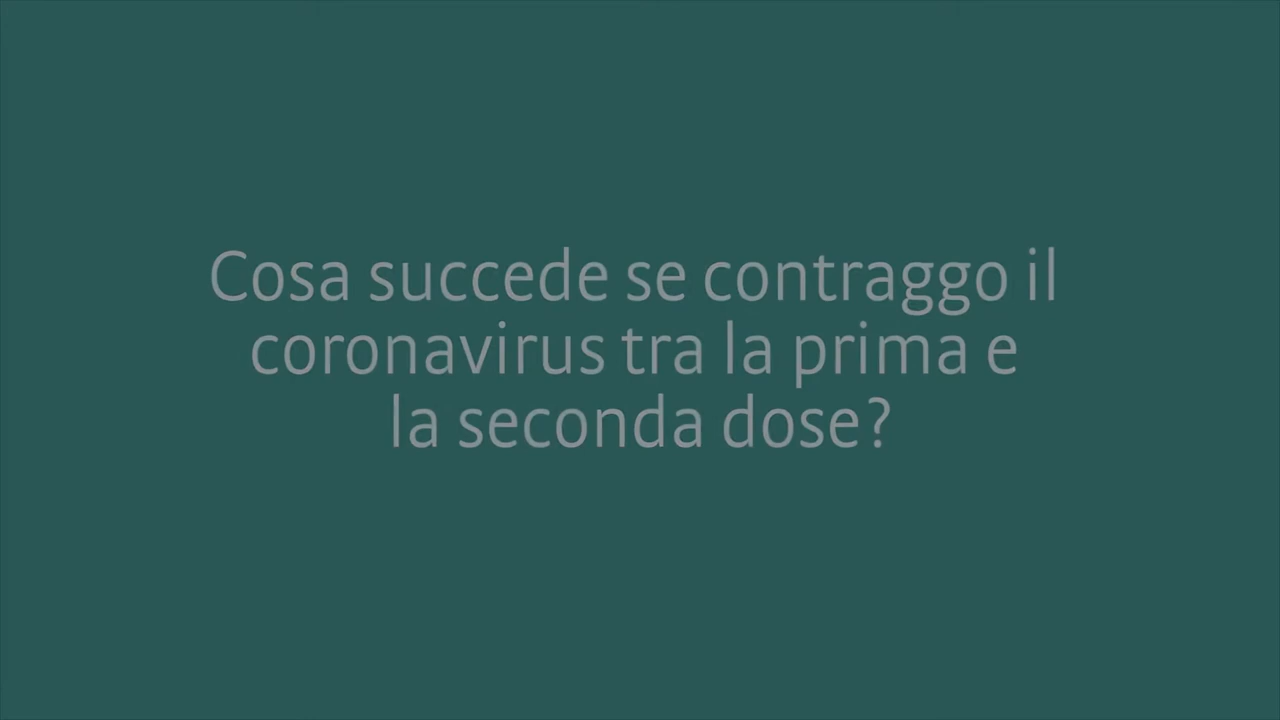 Cosa succede se contraggo il
coronavirus tra la prima e
la seconda dose?